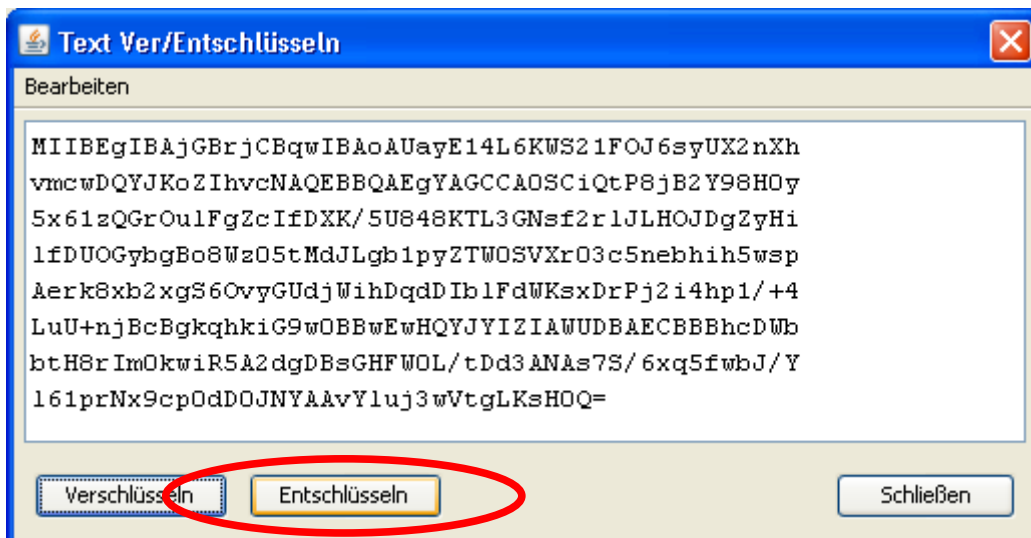 Text Ver/Entschlüsseln
Bearbeiten
MIIBEgIBAjGBrjCBqwIBAoAUayE14L6KWS21FOJ6syUX2nXh
vmcwDQYJKoZIhvcNAQEBBQAEgYAGCCAOSCiQtP8jB2Y98HOy
5x61zQGrOulFgZcIfDXK/5U848KTL3GNsf2rlJLHOJDgZyHi
lfDUOGybgBo8WzO5tMdJLgb1pyZTWOSVXrO3c5nebhih5wsp
Aerk8xb2xgS6OvyGUdjWihDqdDIblFdWKsxDrPj2i4hp1/+4
LuU+njBcBgkqhkiG9w0BBwEwHQYJYIZIAWUDBAECBBBhcDWb
btH8rImOkwiR5A2dgDBsGHFWOL/tDd3ANAs7S/6xq5fwbJ/Y
l61prNx9cpOdDOJNYAAvYluj3wVtgLKsHOQ=
Verschlüsseln
Entschlüsseln
Schließen